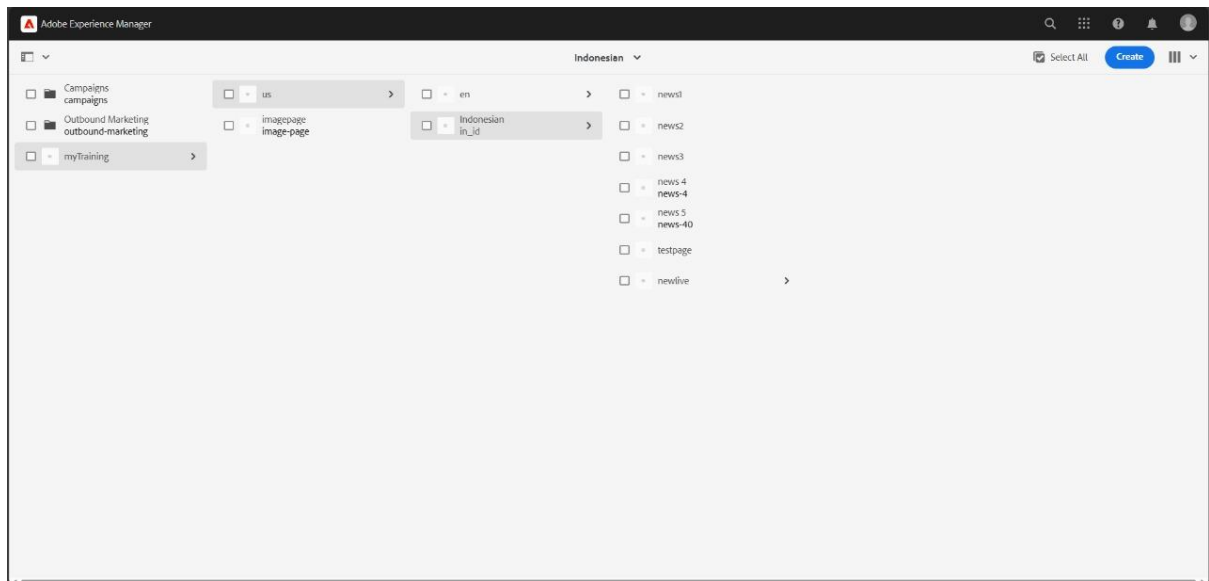 Adobe Experience Manager
Indonesian
Select All
Create
Campaigns
campaigns
Outbound Marketing
outbound-marketing
myTraining
us
imagepage
image-page
en
Indonesian
in_id
news1
news2
news3
news 4
news-4
news 5
news-40
testpage
newlive